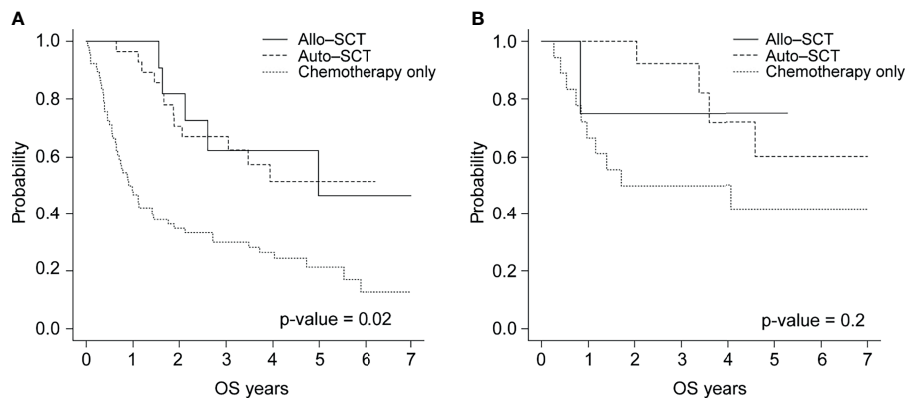 A
Allo–SCT
Auto–SCT
Chemotherapy only
1.0
0.8
0.6
0.4
0.2
0.0
Probability
p-value = 0.02
0 1 2 3 4 5 6 7
OS years
B
Allo–SCT
Auto–SCT
Chemotherapy only
1.0
0.8
0.6
0.4
0.2
0.0
Probability
p-value = 0.2
0 1 2 3 4 5 6 7
OS years